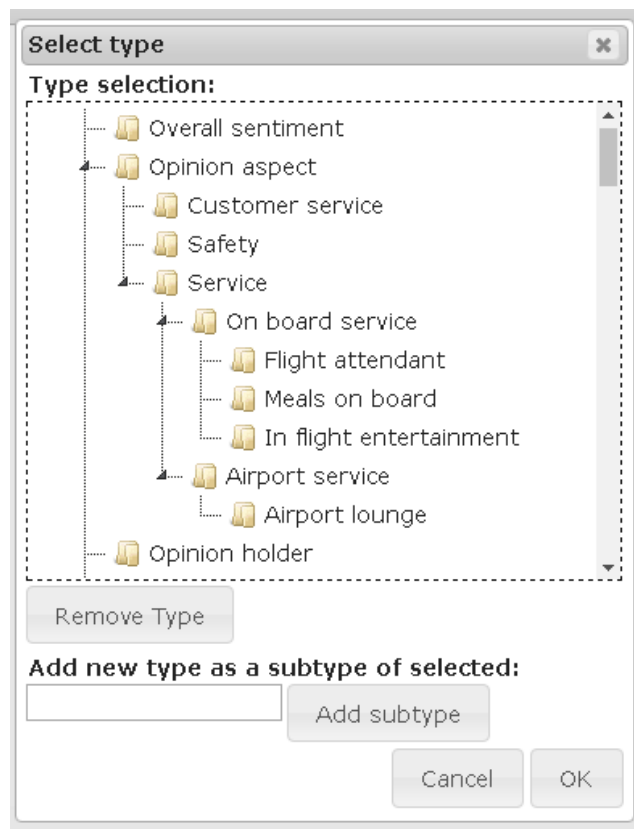 Select type
Type selection:
Overall sentiment
Opinion aspect
Customer service
Safety
Service
On board service
Flight attendant
Meals on board
In flight entertainment
Airport service
Airport lounge
Opinion holder
Remove Type
Add new type as a subtype of selected:
Add subtype
Cancel OK